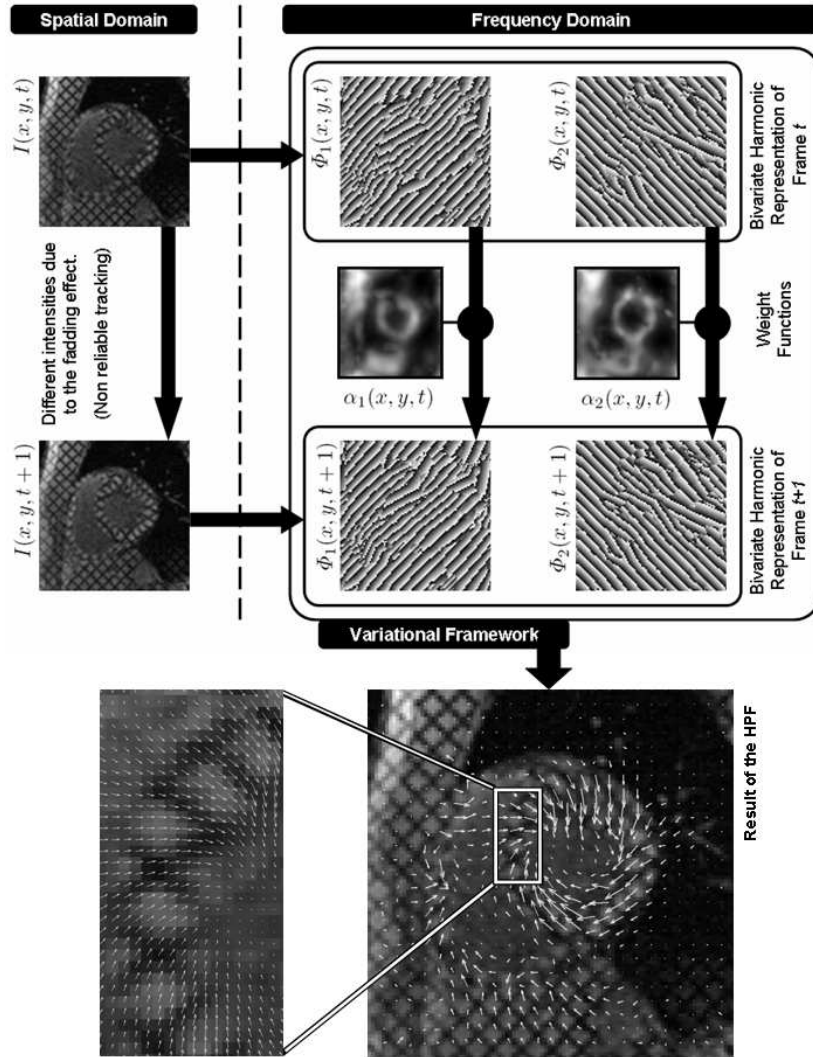 Spatial Domain
Frequency Domain
I(x, y, t)
Φ₁(x, y, t)
Φ₂(x, y, t)
Bivariate Harmonic
Representation of
Frame t
Different intensities due
to the fadding effect.
(Non reliable tracking)
α₁(x, y, t)
α₂(x, y, t)
Weight
Functions
I(x, y, t + 1)
Φ₁(x, y, t + 1)
Φ₂(x, y, t + 1)
Bivariate Harmonic
Representation of
Frame t+1
Variational Framework
Result of the HPF